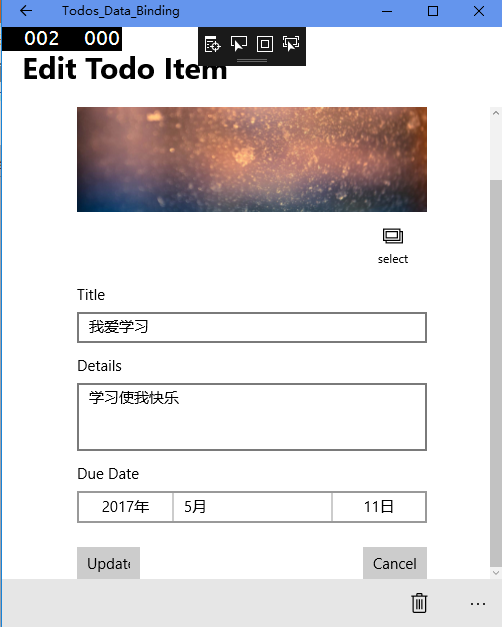 Todos_Data_Binding
002 000
Edit Todo Item
select
Title
我爱学习
Details
学习使我快乐
Due Date
2017年 5月 11日
Update Cancel